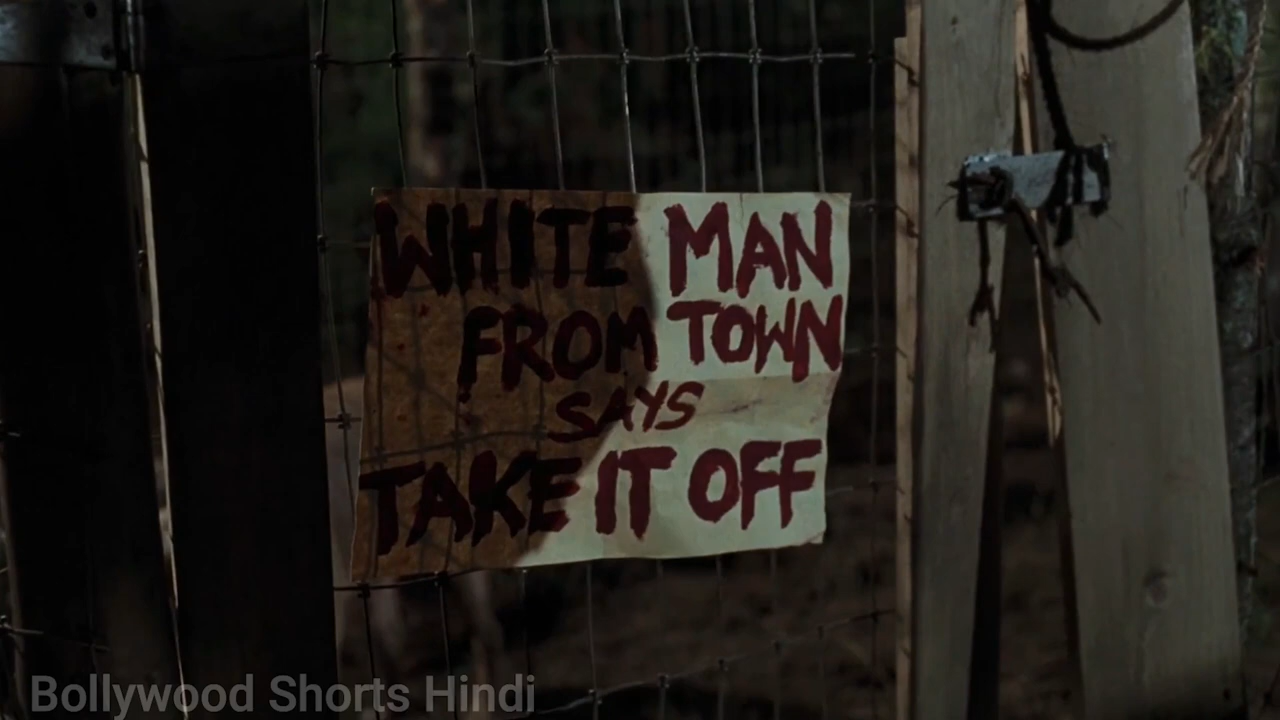 WHITE MAN
FROM TOWN
SAYS
TAKE IT OFF
Bollywood Shorts Hindi